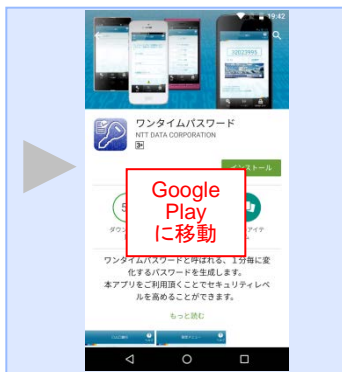 19:42
32023955
ワンタイムパスワード
NTT DATA CORPORATION
3+
インストール
Google
Play
に移動
ワンタイムパスワードと呼ばれる、1分毎に変
化するパスワードを生成します。
本アプリをご利用頂くことでセキュリティレベ
ルを高めることができます。
もっと読む